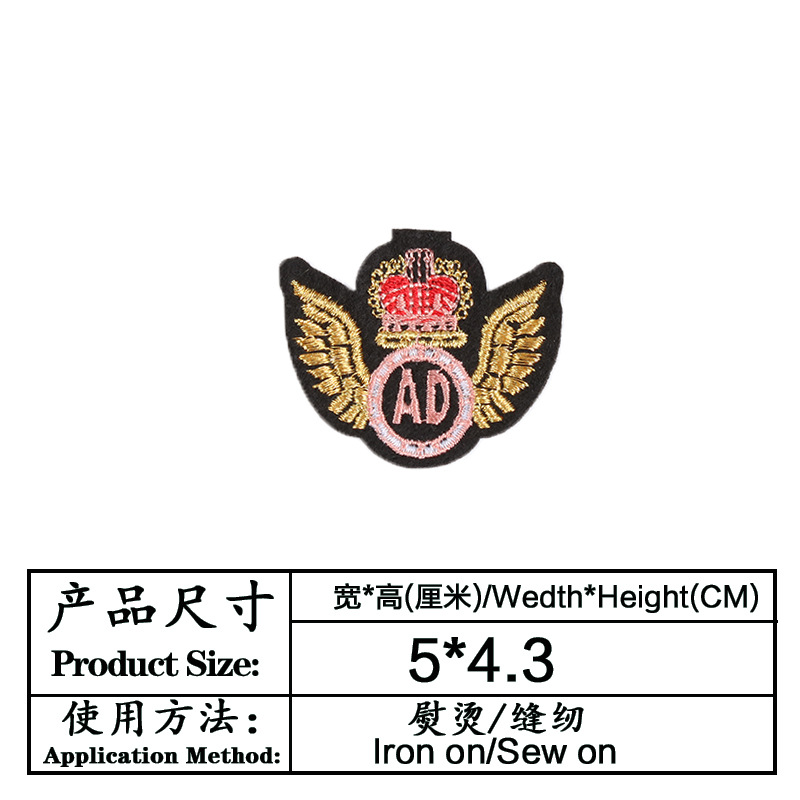 AD
产品尺寸
Product Size:
宽*高(厘米)/Wedth*Height(CM)
5*4.3
使用方法：
Application Method:
熨烫/缝纫
Iron on/Sew on